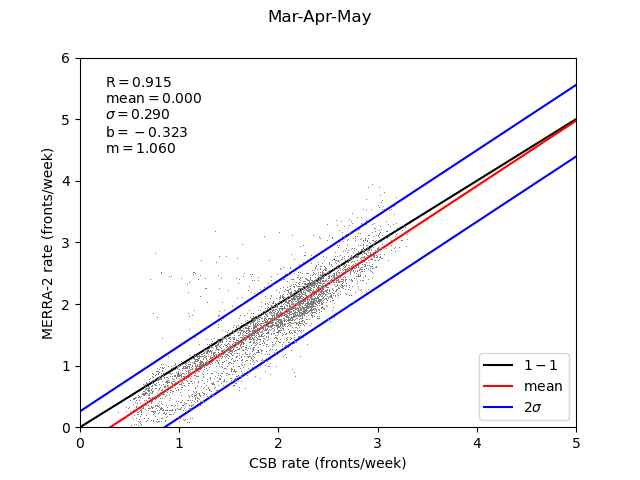 Mar-Apr-May
R = 0.915
mean = 0.000
σ = 0.290
b = −0.323
m = 1.060
MERRA-2 rate (fronts/week)
6
5
4
3
2
1
0
0 1 2 3 4 5
CSB rate (fronts/week)
1 − 1
mean
2σ